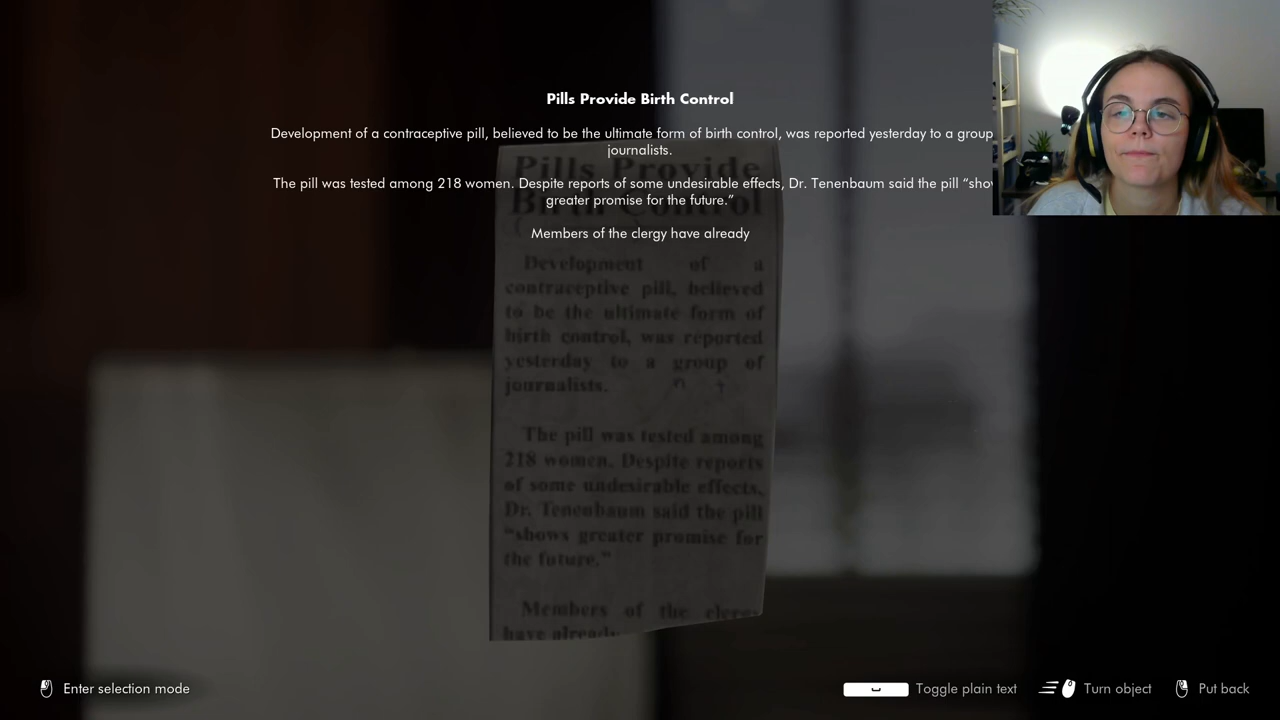 Pills Provide Birth Control
Development of a contraceptive pill, believed to be the ultimate form of birth control, was reported yesterday to a group
journalists.
The pill was tested among 218 women. Despite reports of some undesirable effects, Dr. Tenenbaum said the pill “sho
greater promise for the future.”
Members of the clergy have already
Pills Provide
Birth Control
Development of a
contraceptive pill, believed
to be the ultimate form of
birth control, was reported
yesterday to a group of
journalists.
The pill was tested among
218 women. Despite reports
of some undesirable effects,
Dr. Tenenbaum said the pill
“shows greater promise for
the future.”
Members of the clergy
have already
Enter selection mode
Toggle plain text
Turn object
Put back